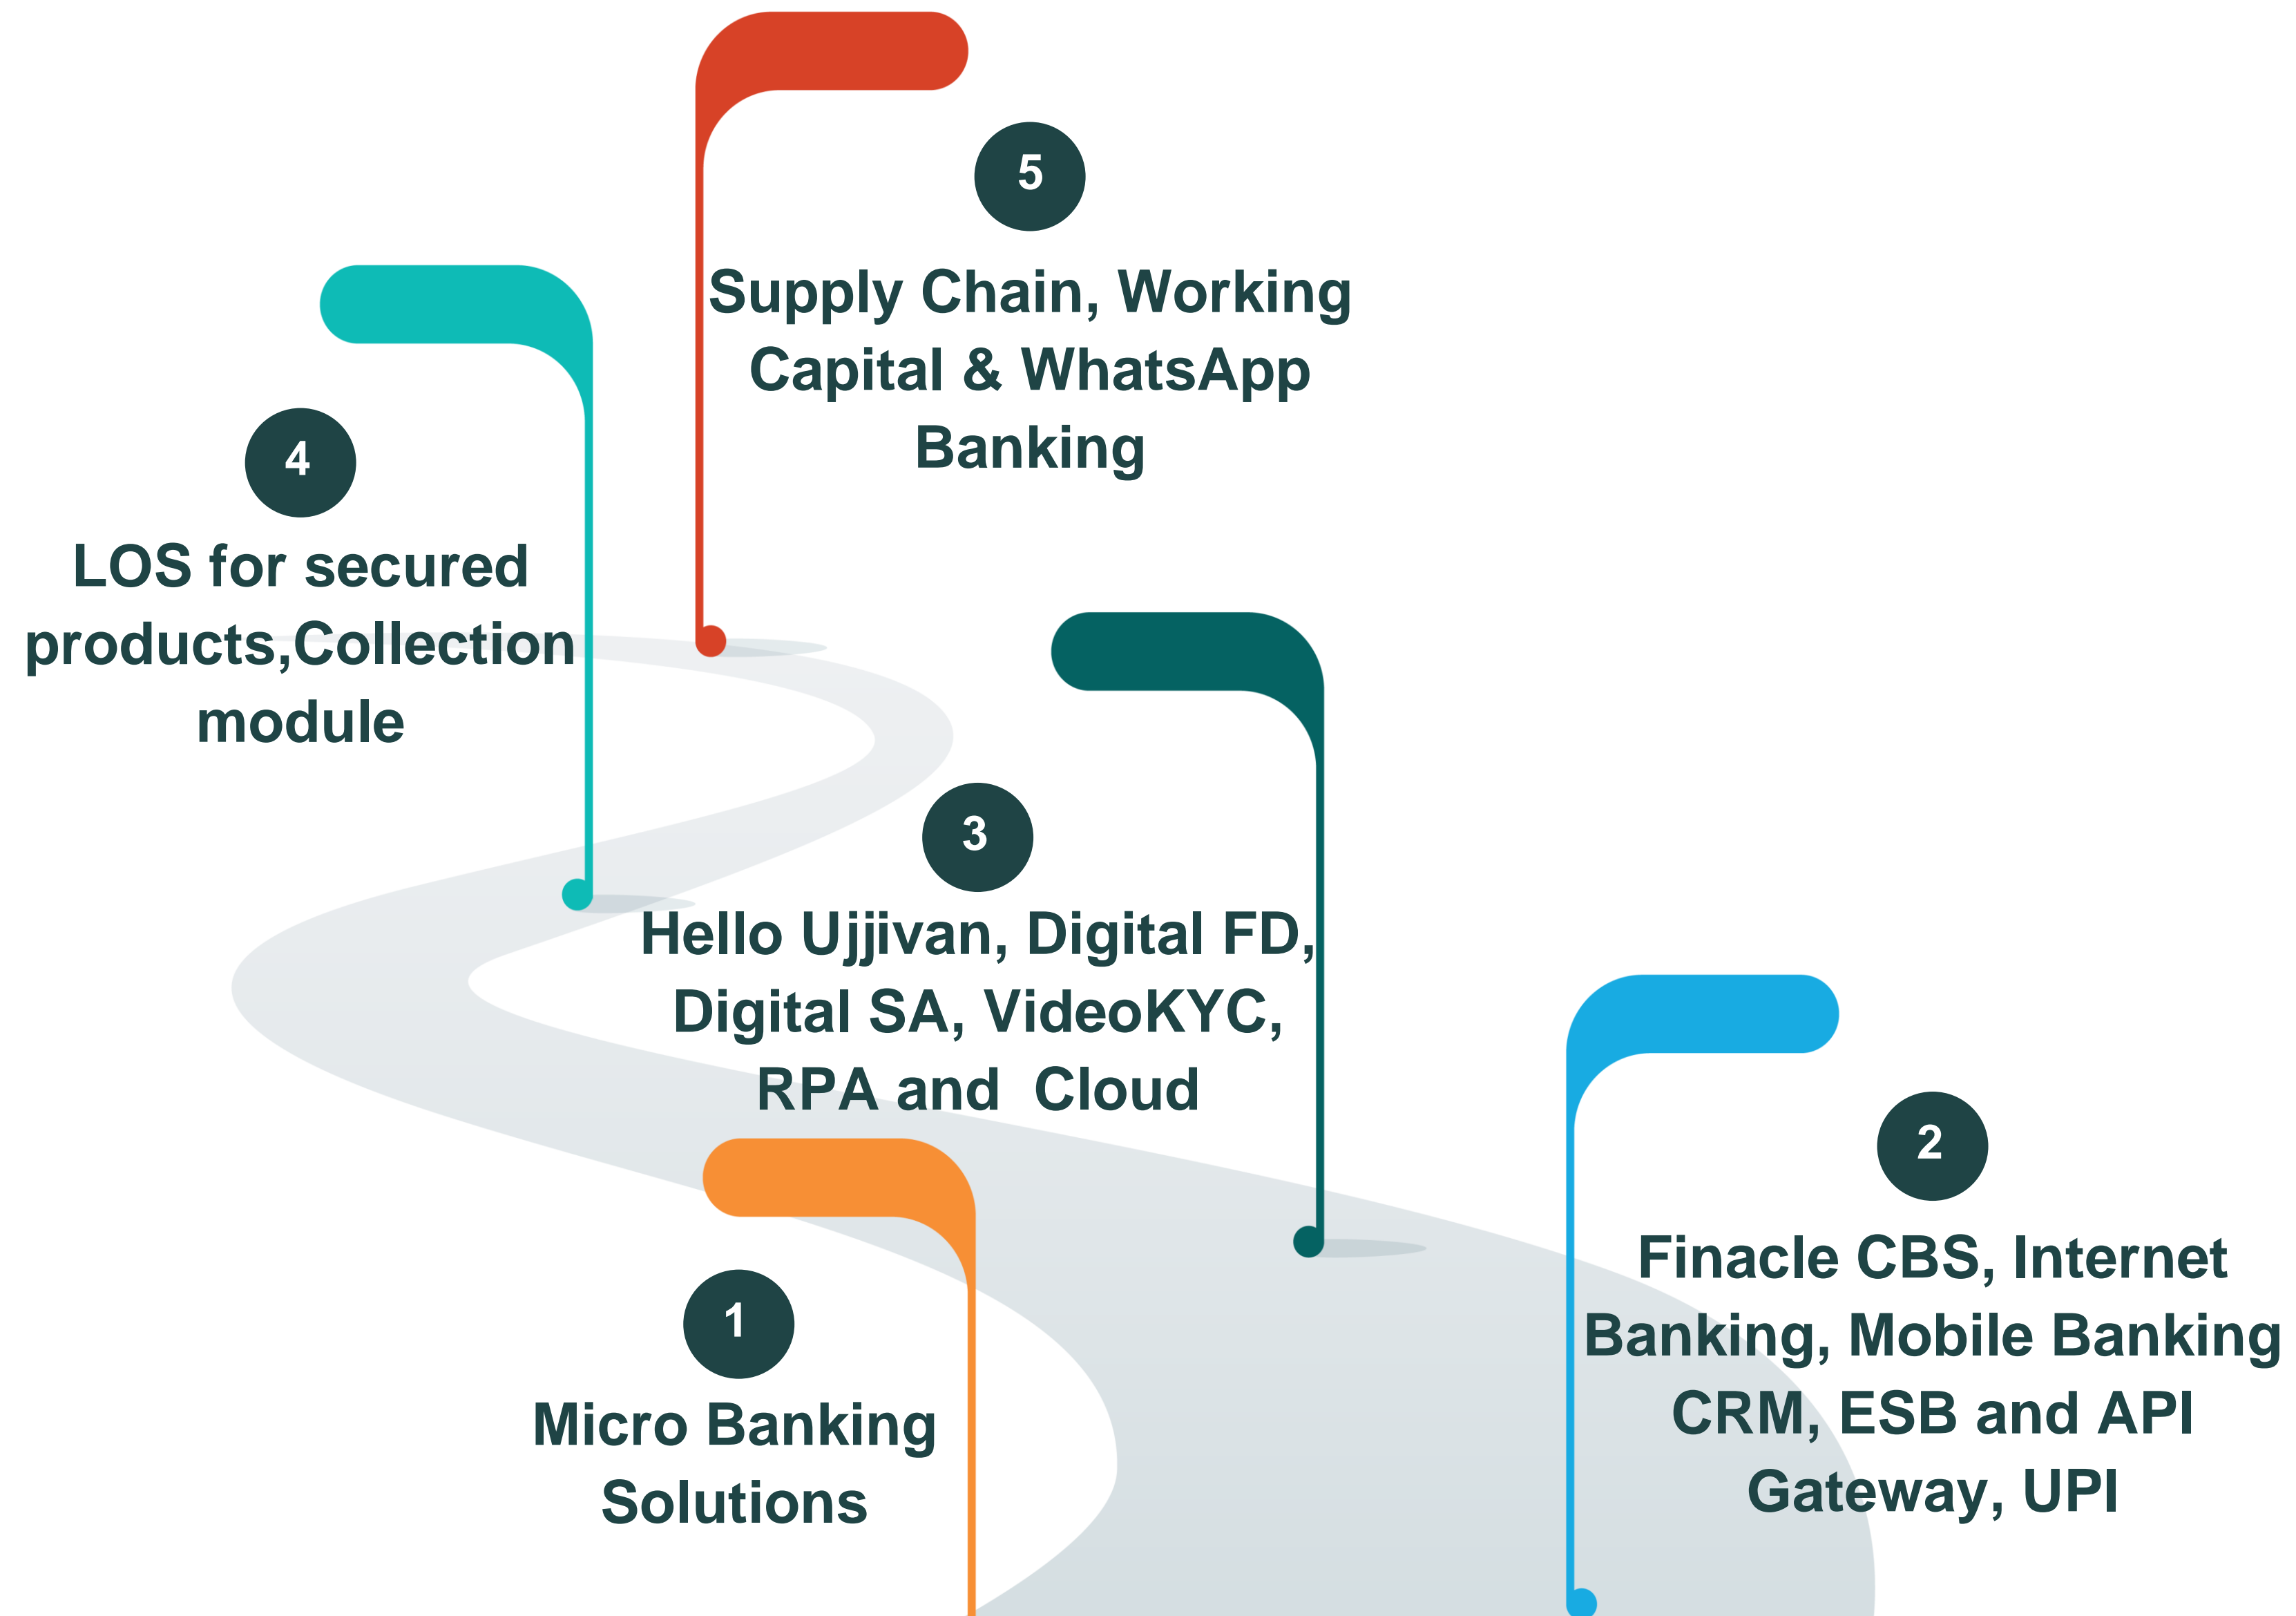 5
Supply Chain, Working
Capital & WhatsApp
Banking
4
LOS for secured
products,Collection
module
3
Hello Ujjivan, Digital FD,
Digital SA, VideoKYC,
RPA and Cloud
2
Finacle CBS, Internet
Banking, Mobile Banking
CRM, ESB and API
Gateway, UPI
1
Micro Banking
Solutions